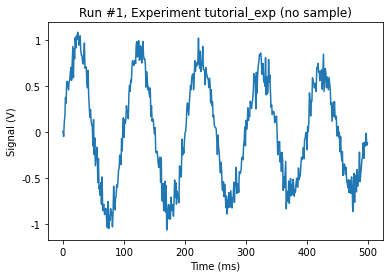 Run #1, Experiment tutorial_exp (no sample)
Signal (V)
1
0.5
0
-0.5
-1
0 100 200 300 400 500
Time (ms)